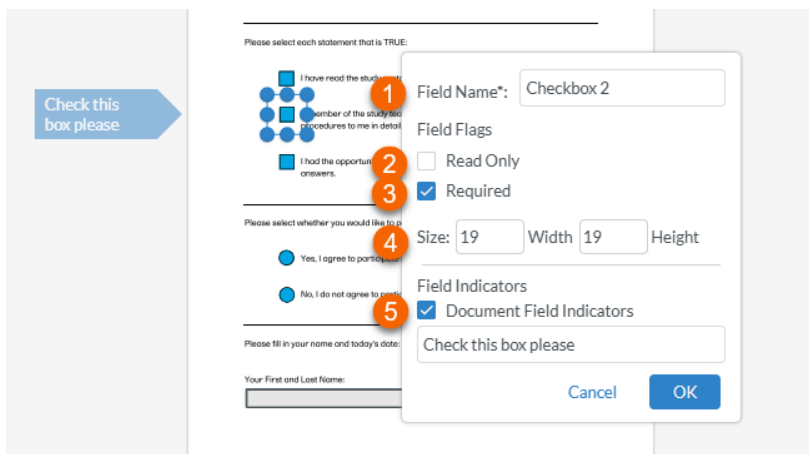 Please select each statement that is TRUE:
I have read the study
Check this
box please
member of the study
procedures to me in detail
I had the opportun
answers.
Please select whether you would like to p
Yes, I agree to
No, I do not agree to
Please fill in your name and today's date:
Your First and Last Name:
1 Field Name*: Checkbox 2
Field Flags
2 Read Only
3 Required
4 Size: 19 Width 19 Height
Field Indicators
5 Document Field Indicators
Check this box please
Cancel OK